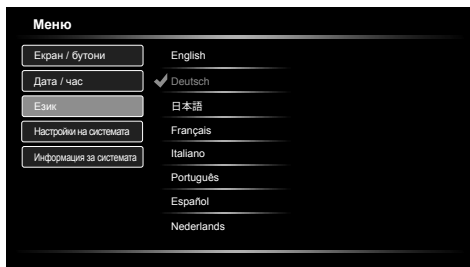 Меню
Екран / бутони
Дата / час
Език
Настройки на системата
Информация за системата
English
Deutsch
日本語
Français
Italiano
Português
Español
Nederlands